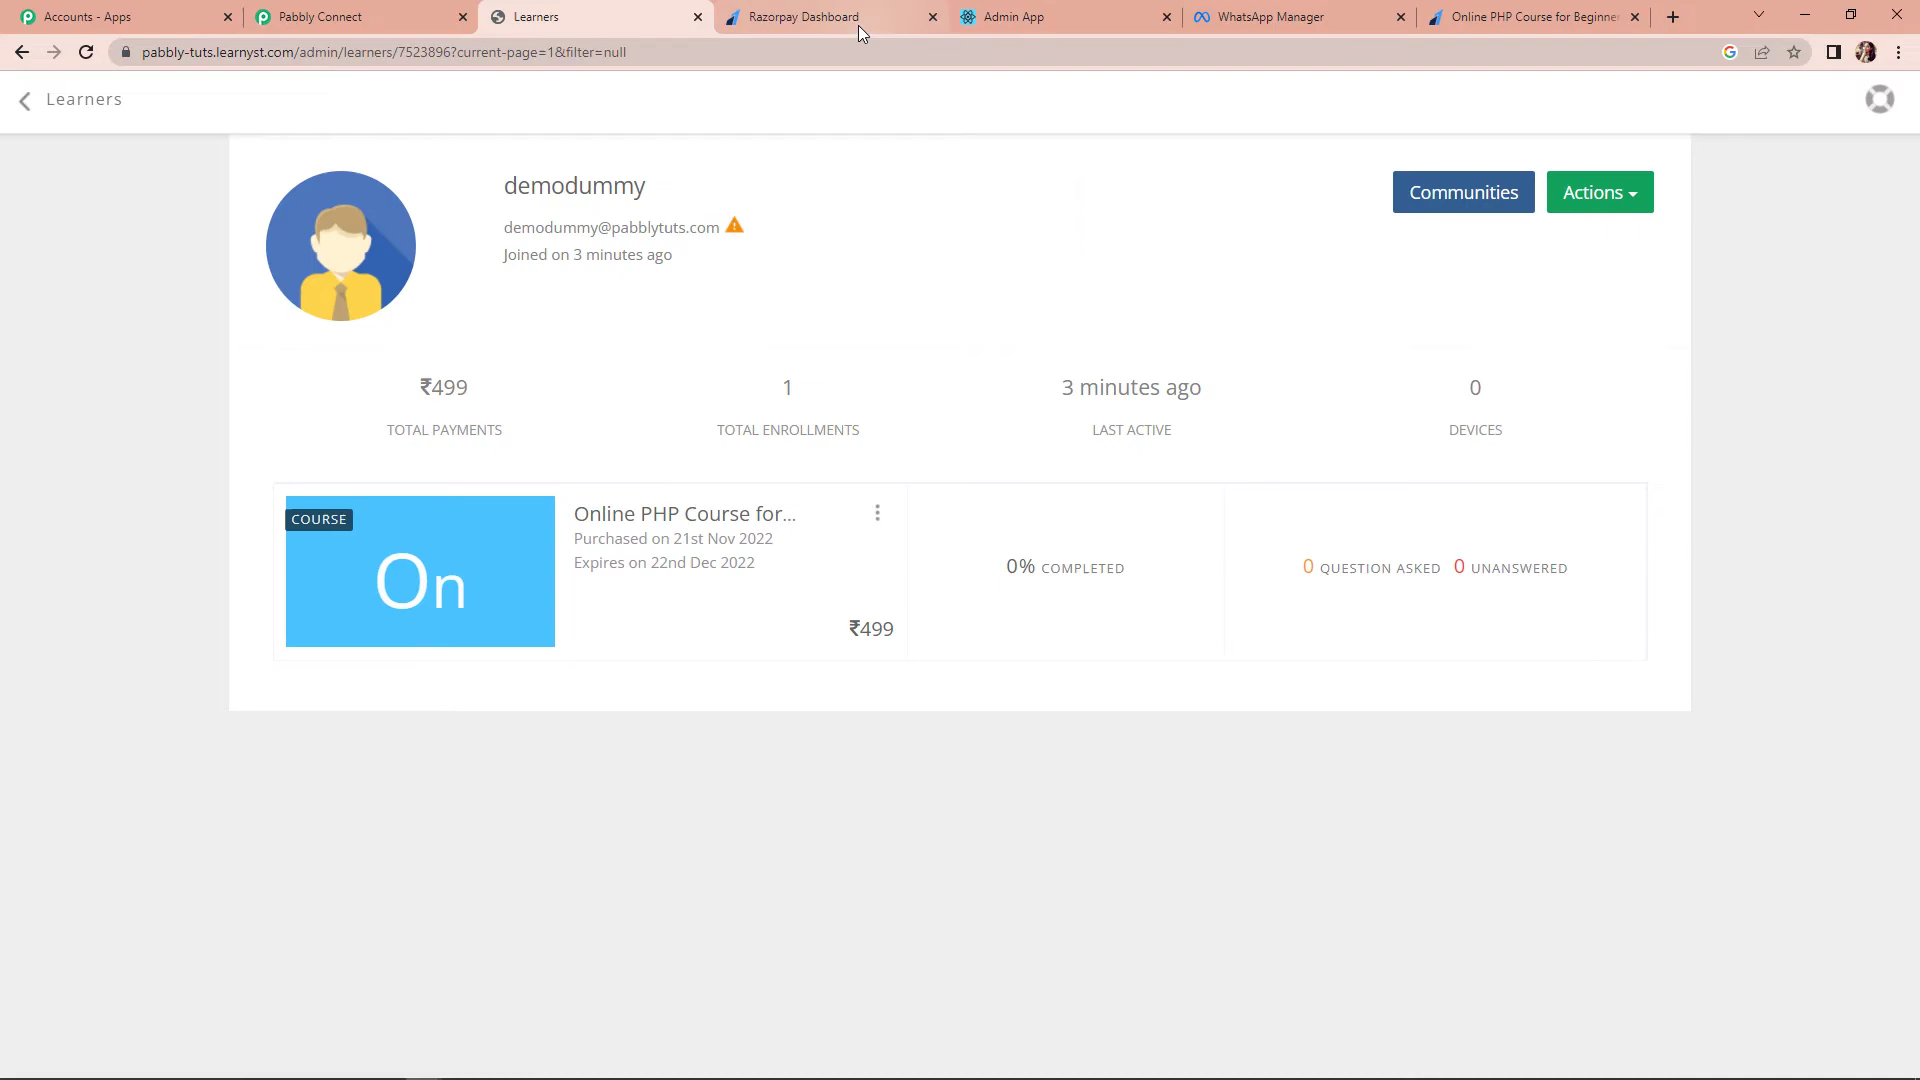 Accounts - Apps
Pabbly Connect
Learners
Razorpay Dashboard
Admin App
WhatsApp Manager
Online PHP Course for Beginner
pabbly-tuts.learnyst.com/admin/learners/7523896?current-page=1&filter=null
Learners
demodummy
demodummy@pabblytuts.com
Joined on 3 minutes ago
Communities
Actions
₹499
1
3 minutes ago
0
TOTAL PAYMENTS
TOTAL ENROLLMENTS
LAST ACTIVE
DEVICES
COURSE
On
Online PHP Course for...
Purchased on 21st Nov 2022
Expires on 22nd Dec 2022
₹499
0% COMPLETED
0 QUESTION ASKED 0 UNANSWERED